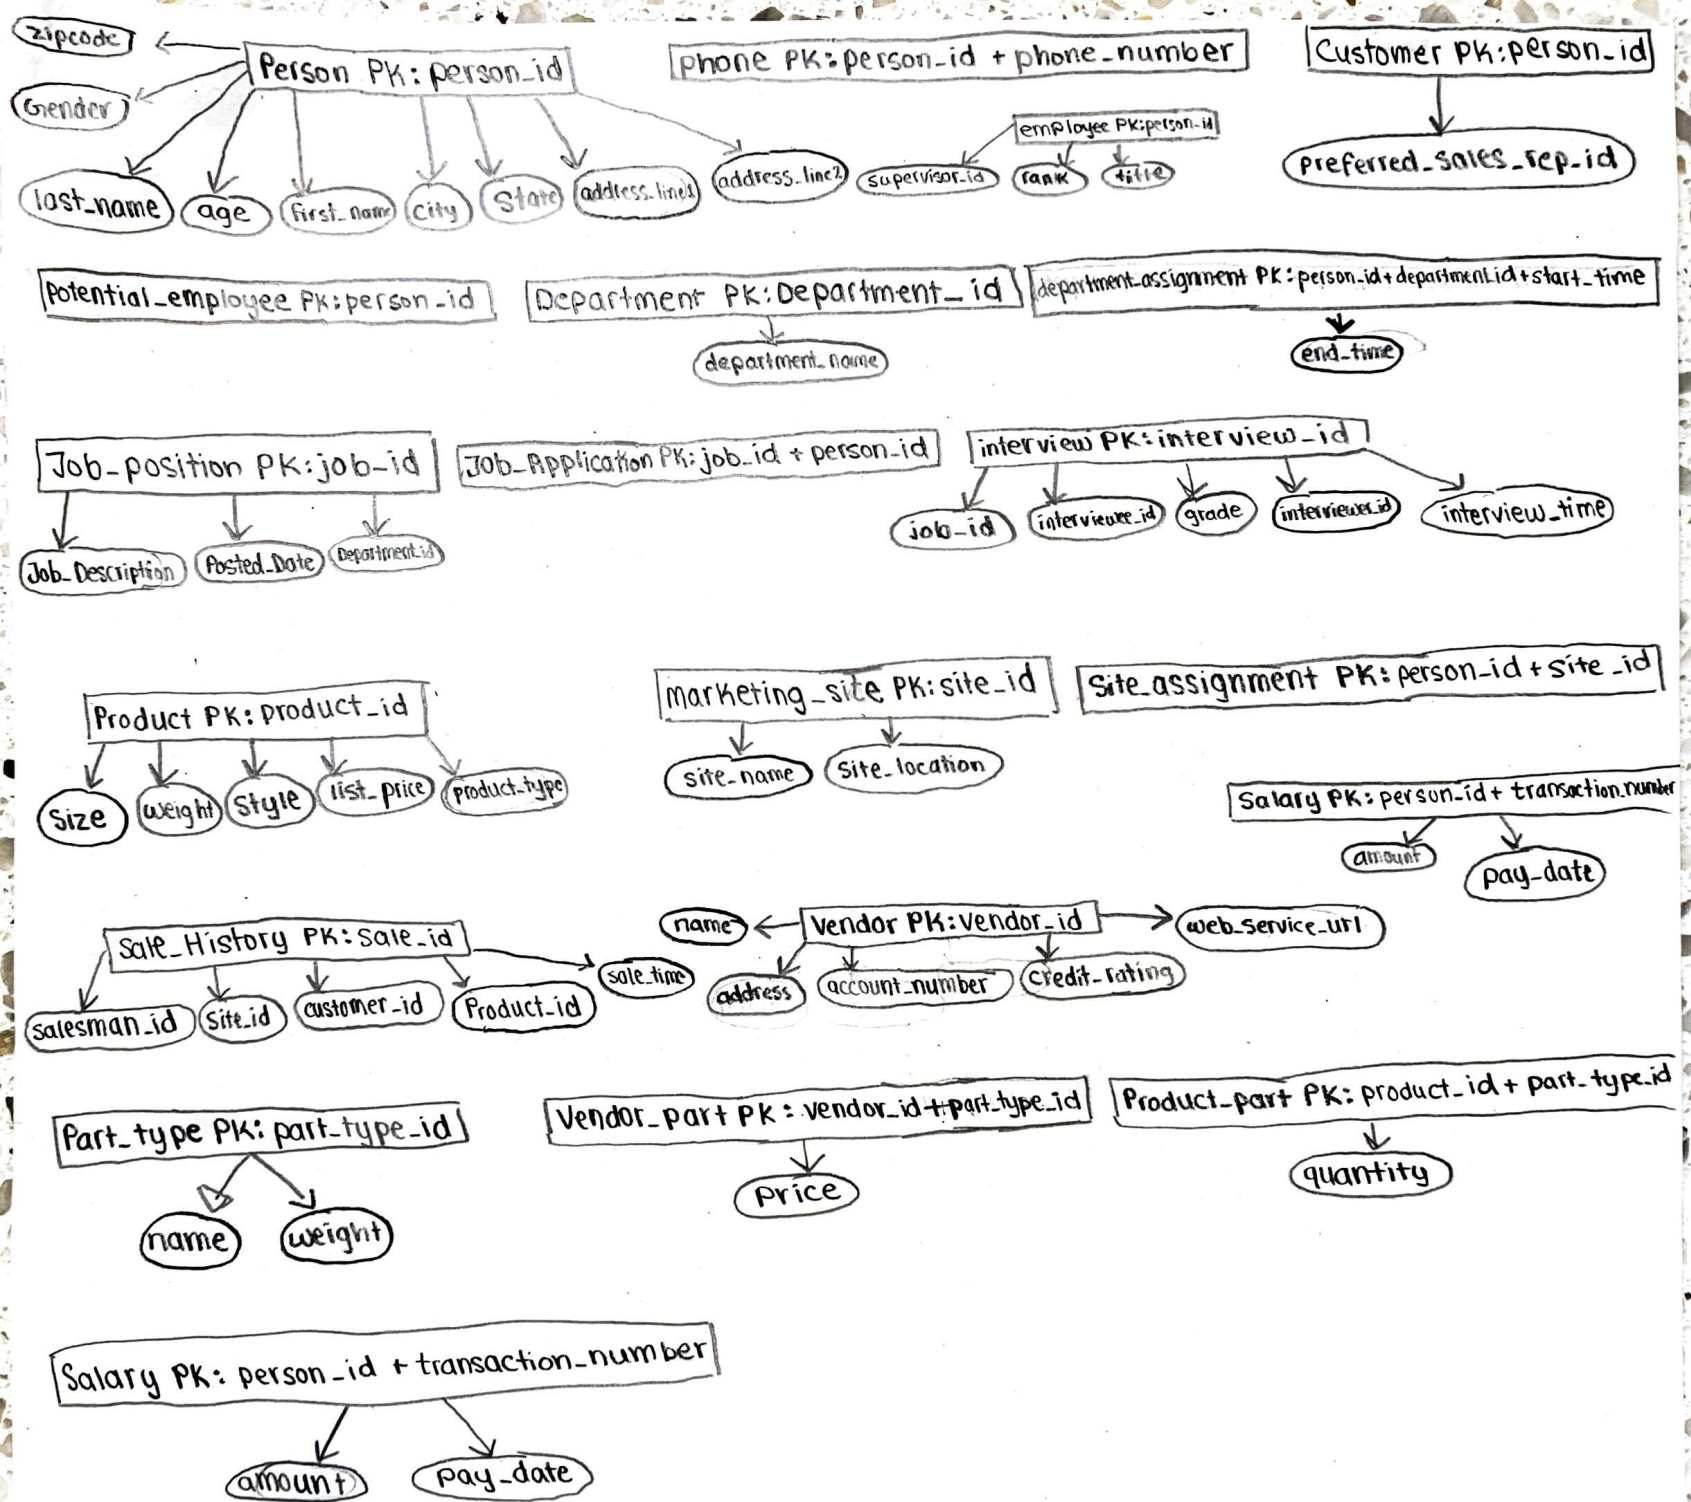 zipcode
Person PK: person_id
phone PK: person_id + phone_number
Customer PK: person_id
Gender
employee PK: person-id
last_name
age
first_name
city
State
address_line1
address_line2
supervisor_id
rank
title
preferred_sales_rep_id
Potential_employee PK: person_id
Department PK: Department_id
department_assignment PK: person_id + department_id + start_time
department_name
end_time
Job_position PK: job_id
Job_Application PK: job_id + person_id
interview PK: interview_id
Job_Description
Posted_Date
Department_id
job_id
interviewee_id
grade
interviewer_id
interview_time
Product PK: product_id
marketing_site PK: site_id
Site_assignment PK: person_id + site_id
Size
weight
Style
list_price
product_type
site_name
site_location
Salary PK: person_id + transaction_number
amount
pay_date
Sale_History PK: sale_id
name
Vendor PK: vendor_id
web_service_url
salesman_id
site_id
customer_id
Product_id
sale_time
address
account_number
credit_rating
Part_type PK: part_type_id
Vendor_part PK: vendor_id + part_type_id
Product_part PK: product_id + part_type_id
name
weight
price
quantity
Salary PK: person_id + transaction_number
amount
pay_date